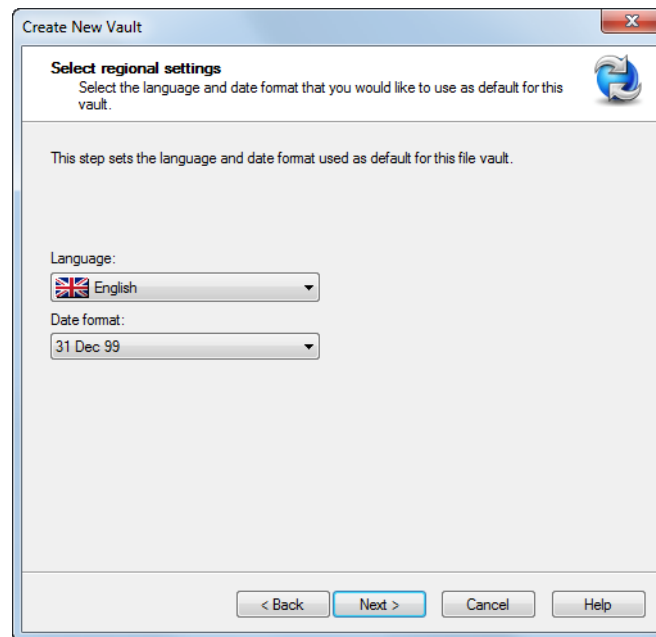 Create New Vault
Select regional settings
Select the language and date format that you would like to use as default for this
vault.
This step sets the language and date format used as default for this file vault.
Language:
English
Date format:
31 Dec 99
< Back
Next >
Cancel
Help